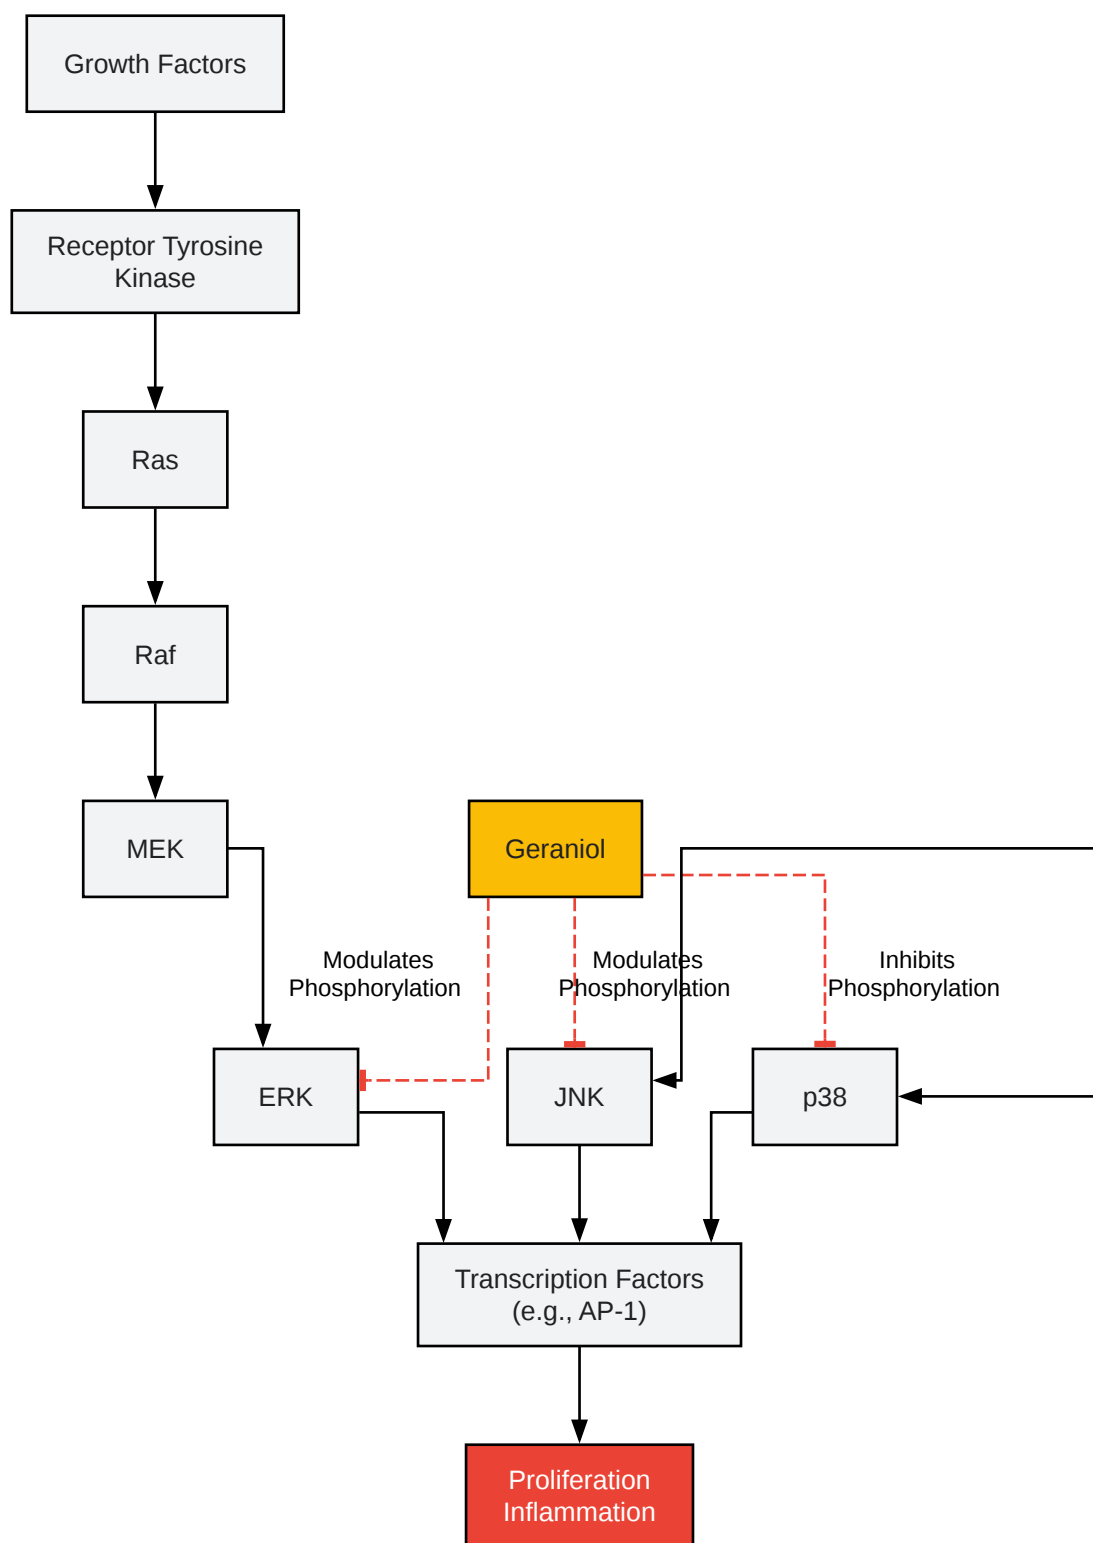 Growth Factors
Receptor Tyrosine
Kinase
Ras
Raf
MEK
Geraniol
Modulates
Phosphorylation
Modulates
Phosphorylation
Inhibits
Phosphorylation
ERK
JNK
p38
Transcription Factors
(e.g., AP-1)
Proliferation
Inflammation